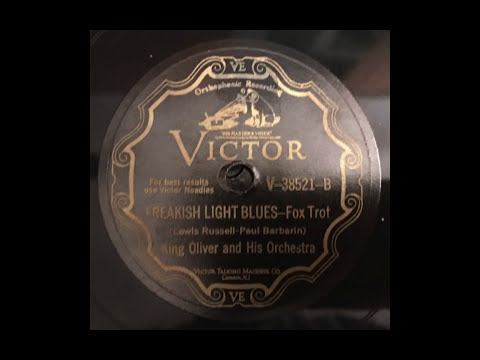 VE
Orthophonic Recording
"HIS MASTER'S VOICE"
VICTOR
For best results
use Victor Needles
V-38521-B
FREAKISH LIGHT BLUES—Fox Trot
(Lewis Russell-Paul Barbarin)
King Oliver and His Orchestra
VICTOR TALKING MACHINE CO.
Camden, N.J.
VE